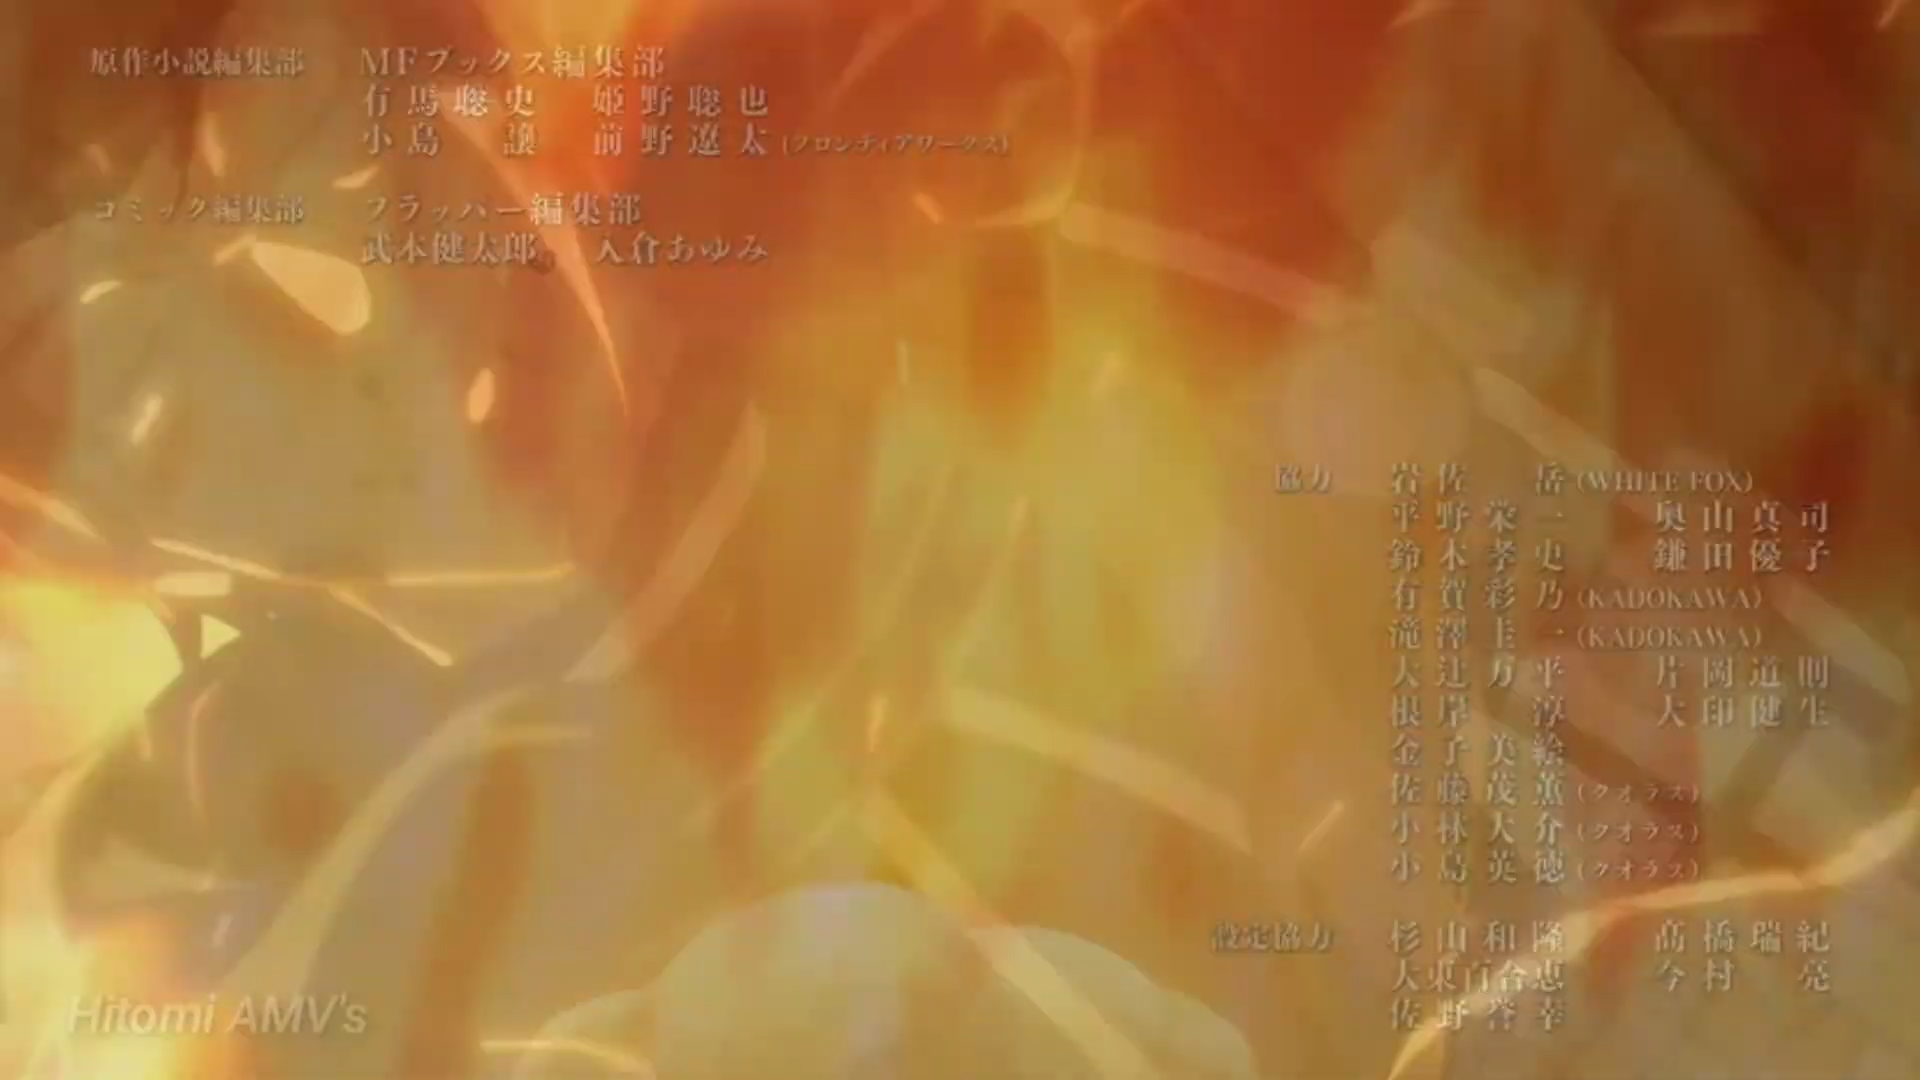 原作小説編集部 MFブックス編集部
有馬聡史 姫野聡也
小島 譲 前野遼太(フロンティアワークス)
コミック編集部 フラッパー編集部
武本健太郎 入倉あゆみ
協力 岩佐 岳(WHITE FOX)
平野栄一 奥山真司
鈴木孝史 鎌田優子
有賀彩乃(KADOKAWA)
滝澤圭一(KADOKAWA)
大辻万平 片岡道則
根岸 淳 大印健生
金子美絵
佐藤茂薫(クオラス)
小林大介(クオラス)
小島英徳(クオラス)
設定協力 杉山和隆 髙橋瑞紀
大東百合恵 今村 亮
佐野誉幸
Hitomi AMV's